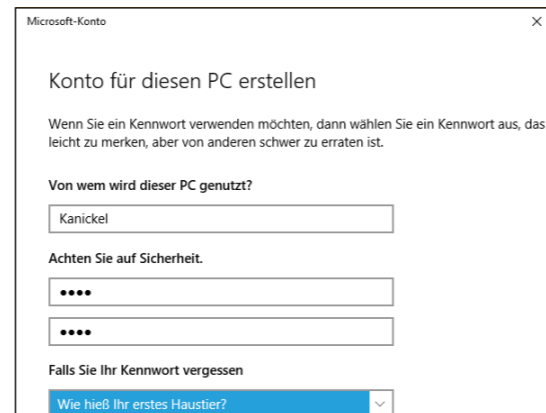 Microsoft-Konto
Konto für diesen PC erstellen
Wenn Sie ein Kennwort verwenden möchten, dann wählen Sie ein Kennwort aus, das
leicht zu merken, aber von anderen schwer zu erraten ist.
Von wem wird dieser PC genutzt?
Kanickel
Achten Sie auf Sicherheit.
••••
••••
Falls Sie Ihr Kennwort vergessen
Wie hieß Ihr erstes Haustier?